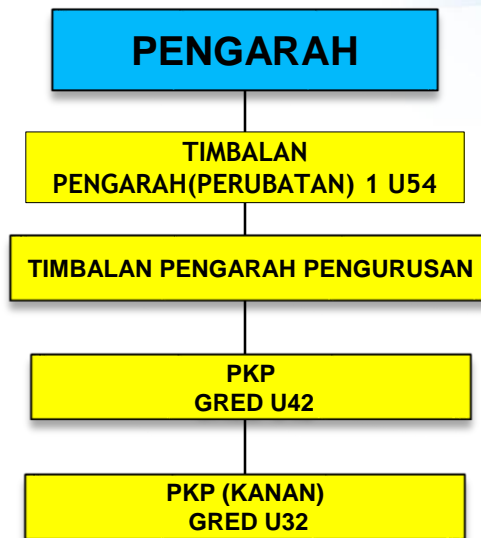 PENGARAH
TIMBALAN
PENGARAH(PERUBATAN) 1 U54
TIMBALAN PENGARAH PENGURUSAN
PKP
GRED U42
PKP (KANAN)
GRED U32